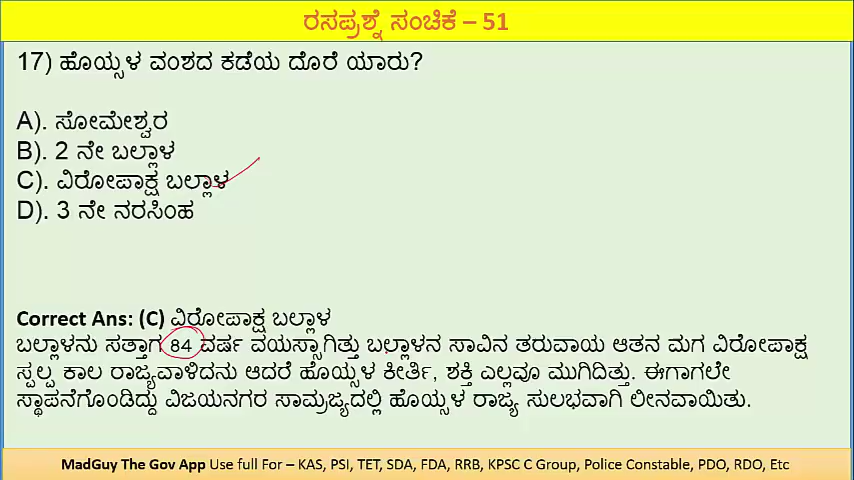 ರಸಪ್ರಶ್ನೆ ಸಂಚಿಕೆ – 51
17) ಹೊಯ್ಸಳ ವಂಶದ ಕಡೆಯ ದೊರೆ ಯಾರು?
A). ಸೋಮೇಶ್ವರ
B). 2 ನೇ ಬಲ್ಲಾಳ
C). ವಿರೋಪಾಕ್ಷ ಬಲ್ಲಾಳ
D). 3 ನೇ ನರಸಿಂಹ
Correct Ans: (C) ವಿರೋಪಾಕ್ಷ ಬಲ್ಲಾಳ
ಬಲ್ಲಾಳನು ಸತ್ತಾಗ 84 ವರ್ಷ ವಯಸ್ಸಾಗಿತ್ತು ಬಲ್ಲಾಳನ ಸಾವಿನ ತರುವಾಯ ಆತನ ಮಗ ವಿರೋಪಾಕ್ಷ
ಸ್ವಲ್ಪ ಕಾಲ ರಾಜ್ಯವಾಳಿದನು ಆದರೆ ಹೊಯ್ಸಳ ಕೀರ್ತಿ, ಶಕ್ತಿ ಎಲ್ಲವೂ ಮುಗಿದಿತ್ತು. ಈಗಾಗಲೇ
ಸ್ಥಾಪನೆಗೊಂಡಿದ್ದು ವಿಜಯನಗರ ಸಾಮ್ರಜ್ಯದಲ್ಲಿ ಹೊಯ್ಸಳ ರಾಜ್ಯ ಸುಲಭವಾಗಿ ಲೀನವಾಯಿತು.
MadGuy The Gov App Use full For – KAS, PSI, TET, SDA, FDA, RRB, KPSC C Group, Police Constable, PDO, RDO, Etc